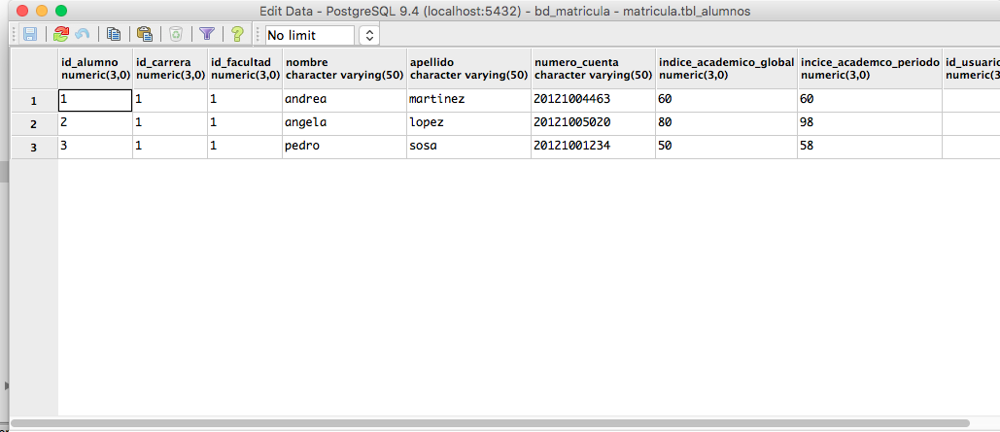 Edit Data - PostgreSQL 9.4 (localhost:5432) - bd_matricula - matricula.tbl_alumnos
No limit
id_alumno id_carrera id_facultad nombre apellido numero_cuenta indice_academico_global incice_academco_periodo id_usuario
numeric(3,0) numeric(3,0) numeric(3,0) character varying(50) character varying(50) character varying(50) numeric(3,0) numeric(3,0) numeric(3
1 1 1 1 andrea martinez 20121004463 60 60
2 2 1 1 angela lopez 20121005020 80 98
3 3 1 1 pedro sosa 20121001234 50 58